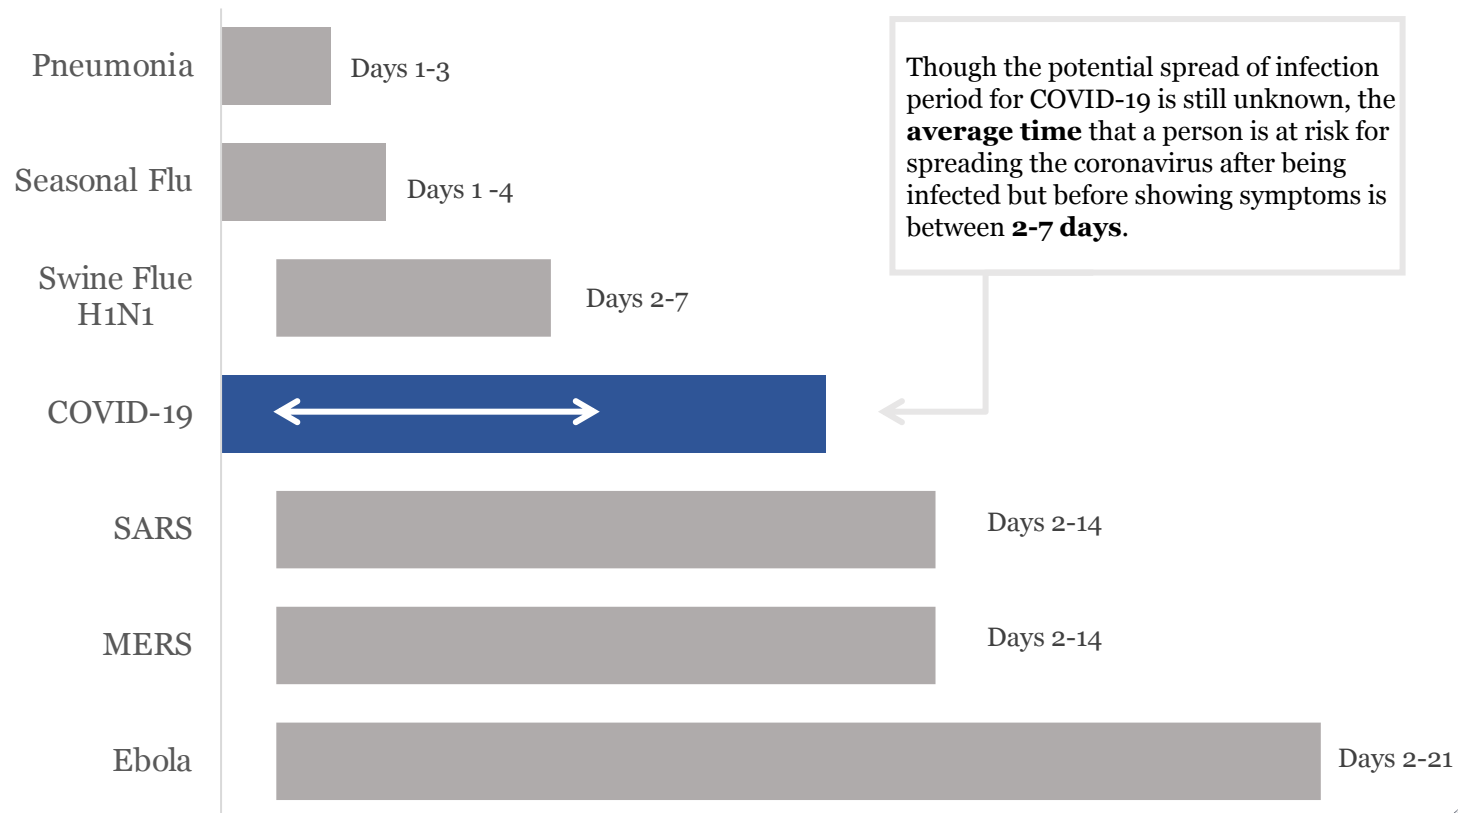 Pneumonia
Days 1-3
Though the potential spread of infection
period for COVID-19 is still unknown, the
average time that a person is at risk for
spreading the coronavirus after being
infected but before showing symptoms is
between 2-7 days.
Seasonal Flu
Days 1 -4
Swine Flue
H1N1
Days 2-7
COVID-19
SARS
Days 2-14
MERS
Days 2-14
Ebola
Days 2-21